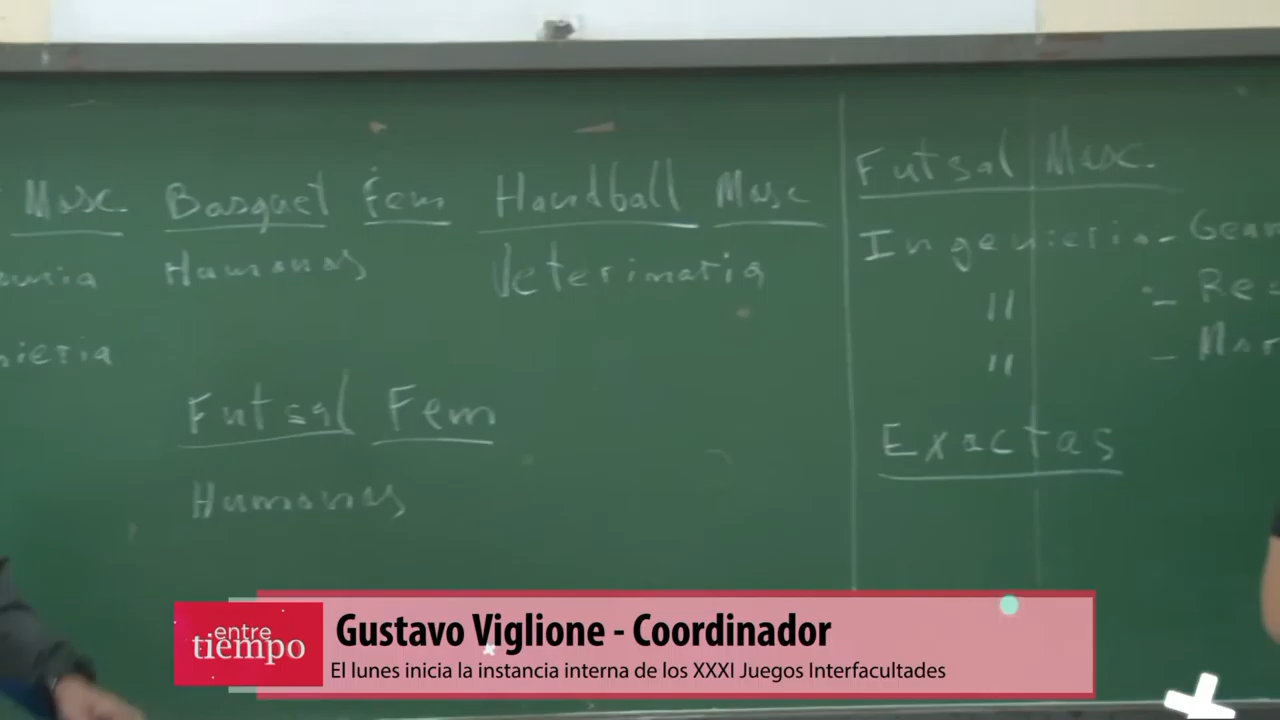 Masc. Basquet Fem Handball Masc
Humanas Veterinaria
Futsal Fem
Humanas
Futsal Masc.
Ingenieria -
" -
" -
Exactas
entre
tiempo
Gustavo Viglione - Coordinador
El lunes inicia la instancia interna de los XXXI Juegos Interfacultades